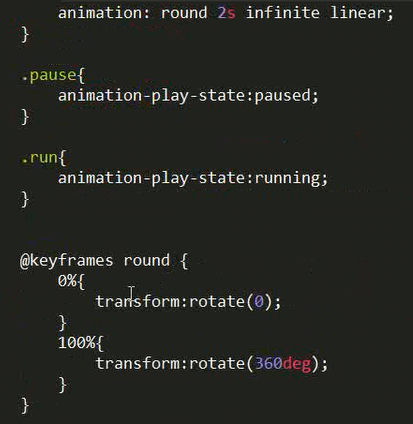 animation: round 2s infinite linear;
}
.pause{
animation-play-state:paused;
}
.run{
animation-play-state:running;
}
@keyframes round {
0%{
transform:rotate(0);
}
100%{
transform:rotate(360deg);
}
}